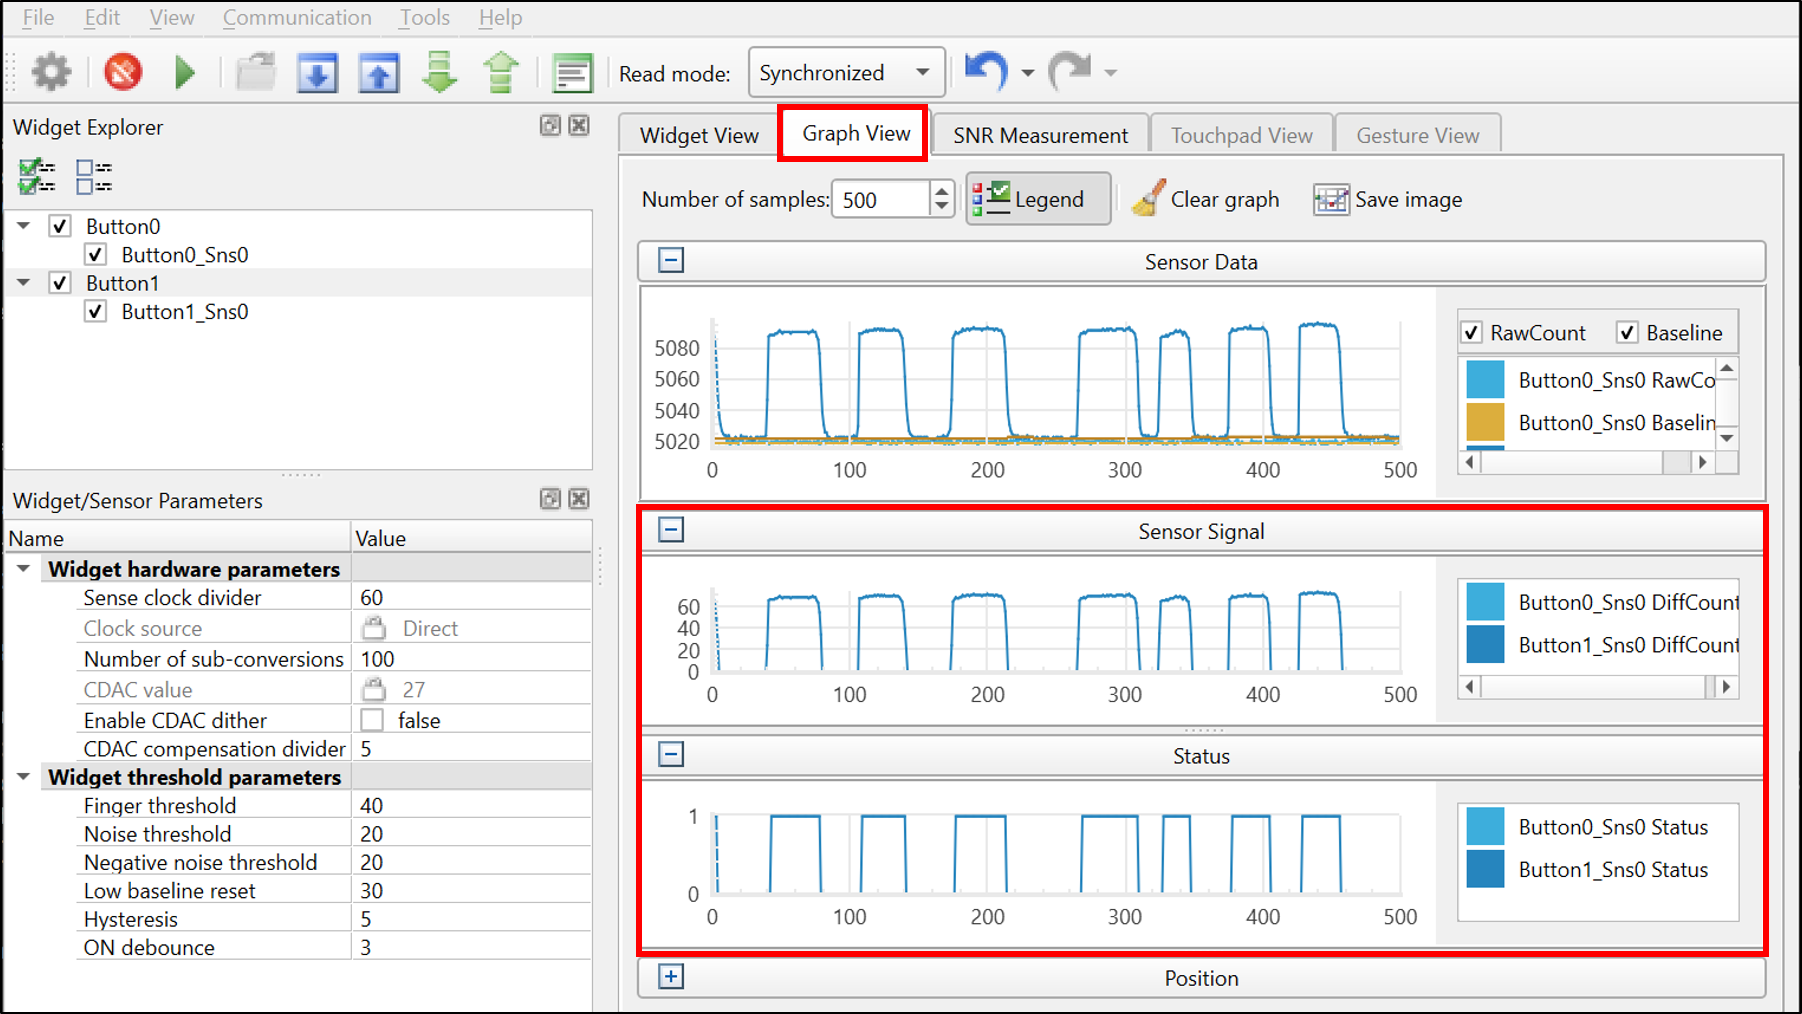 File Edit View Communication Tools Help
Read mode: Synchronized
Widget Explorer
Button0
Button0_Sns0
Button1
Button1_Sns0
Widget/Sensor Parameters
Name Value
Widget hardware parameters
Sense clock divider 60
Clock source Direct
Number of sub-conversions 100
CDAC value 27
Enable CDAC dither false
CDAC compensation divider 5
Widget threshold parameters
Finger threshold 40
Noise threshold 20
Negative noise threshold 20
Low baseline reset 30
Hysteresis 5
ON debounce 3
Widget View Graph View SNR Measurement Touchpad View Gesture View
Number of samples: 500 Legend Clear graph Save image
Sensor Data
5080
5060
5040
5020
0 100 200 300 400 500
RawCount Baseline
Button0_Sns0 RawCo
Button0_Sns0 Baselin
Sensor Signal
60
40
20
0
0 100 200 300 400 500
Button0_Sns0 DiffCount
Button1_Sns0 DiffCount
Status
1
0
0 100 200 300 400 500
Button0_Sns0 Status
Button1_Sns0 Status
Position